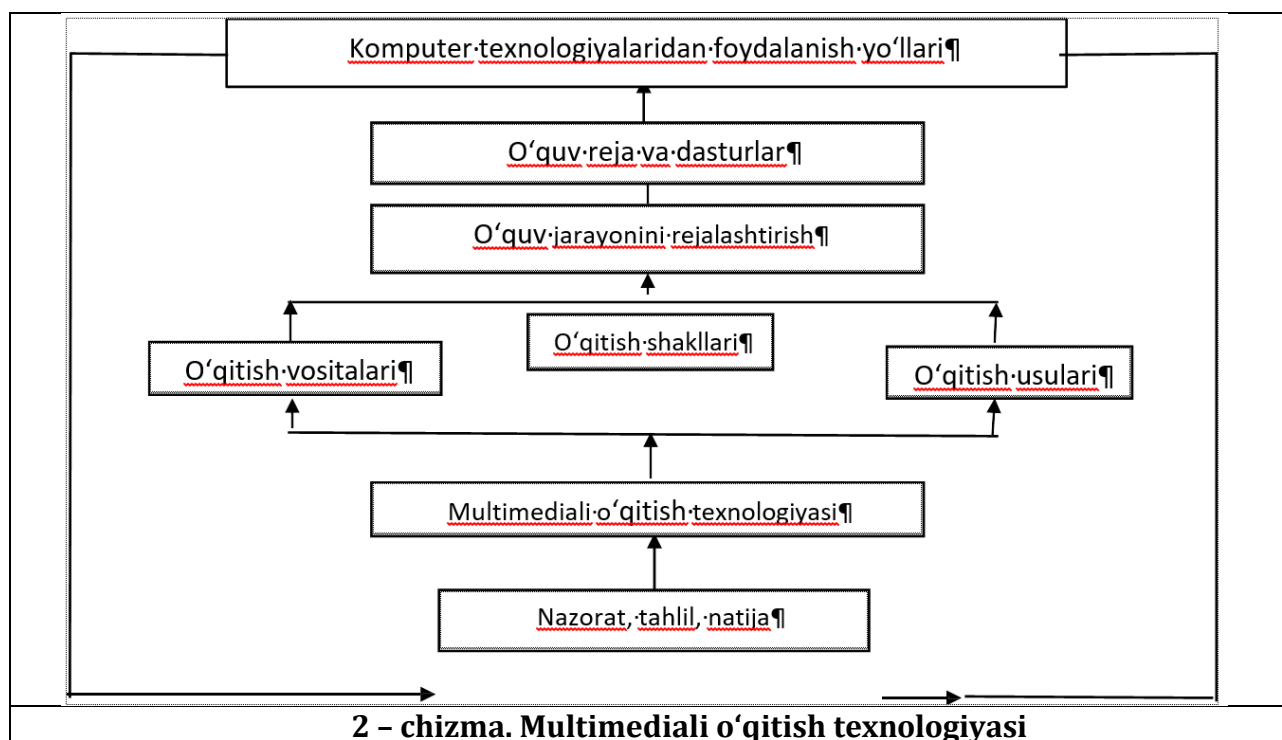 Komputer texnologiyalaridan foydalanish yo‘llari¶
O‘quv reja va dasturlar¶
O‘quv jarayonini rejalashtirish¶
O‘qitish shakllari¶
O‘qitish vositalari¶
O‘qitish usulari¶
Multimediali o‘qitish texnologiyasi¶
Nazorat, tahlil, natija¶
2 – chizma. Multimediali o‘qitish texnologiyasi